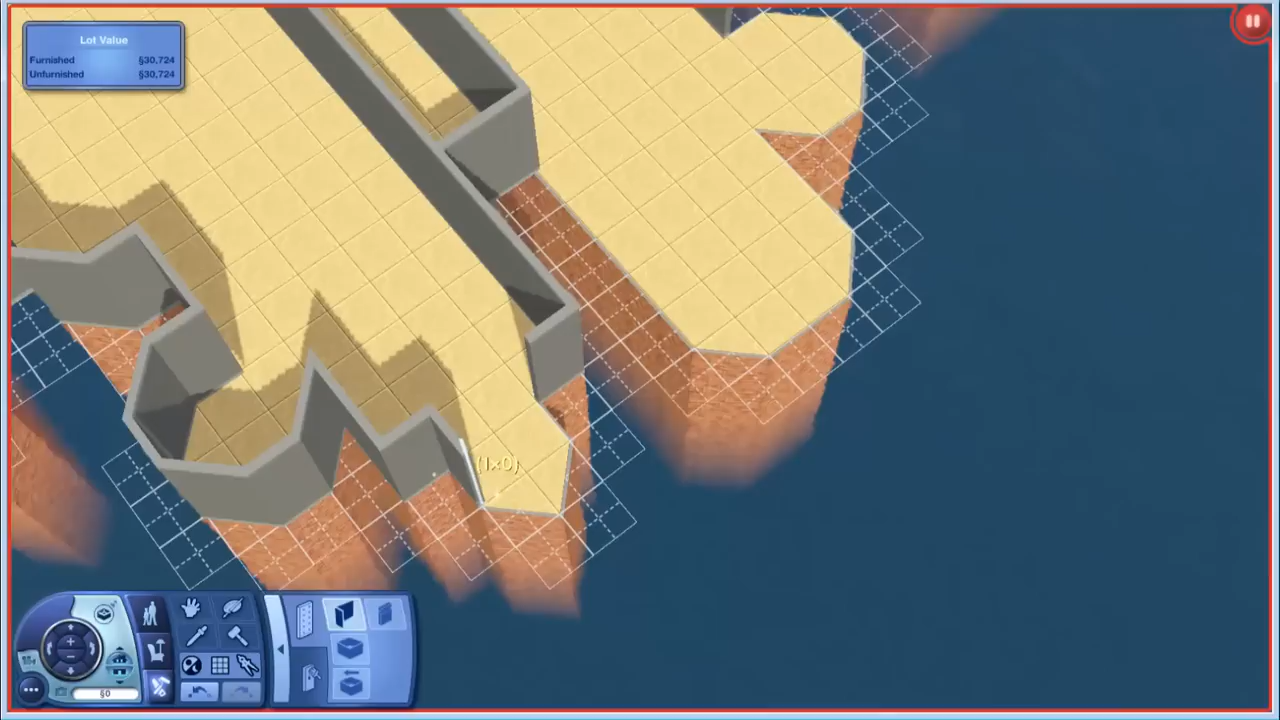 Lot Value
Furnished §30,724
Unfurnished §30,724
(1x0)
§0